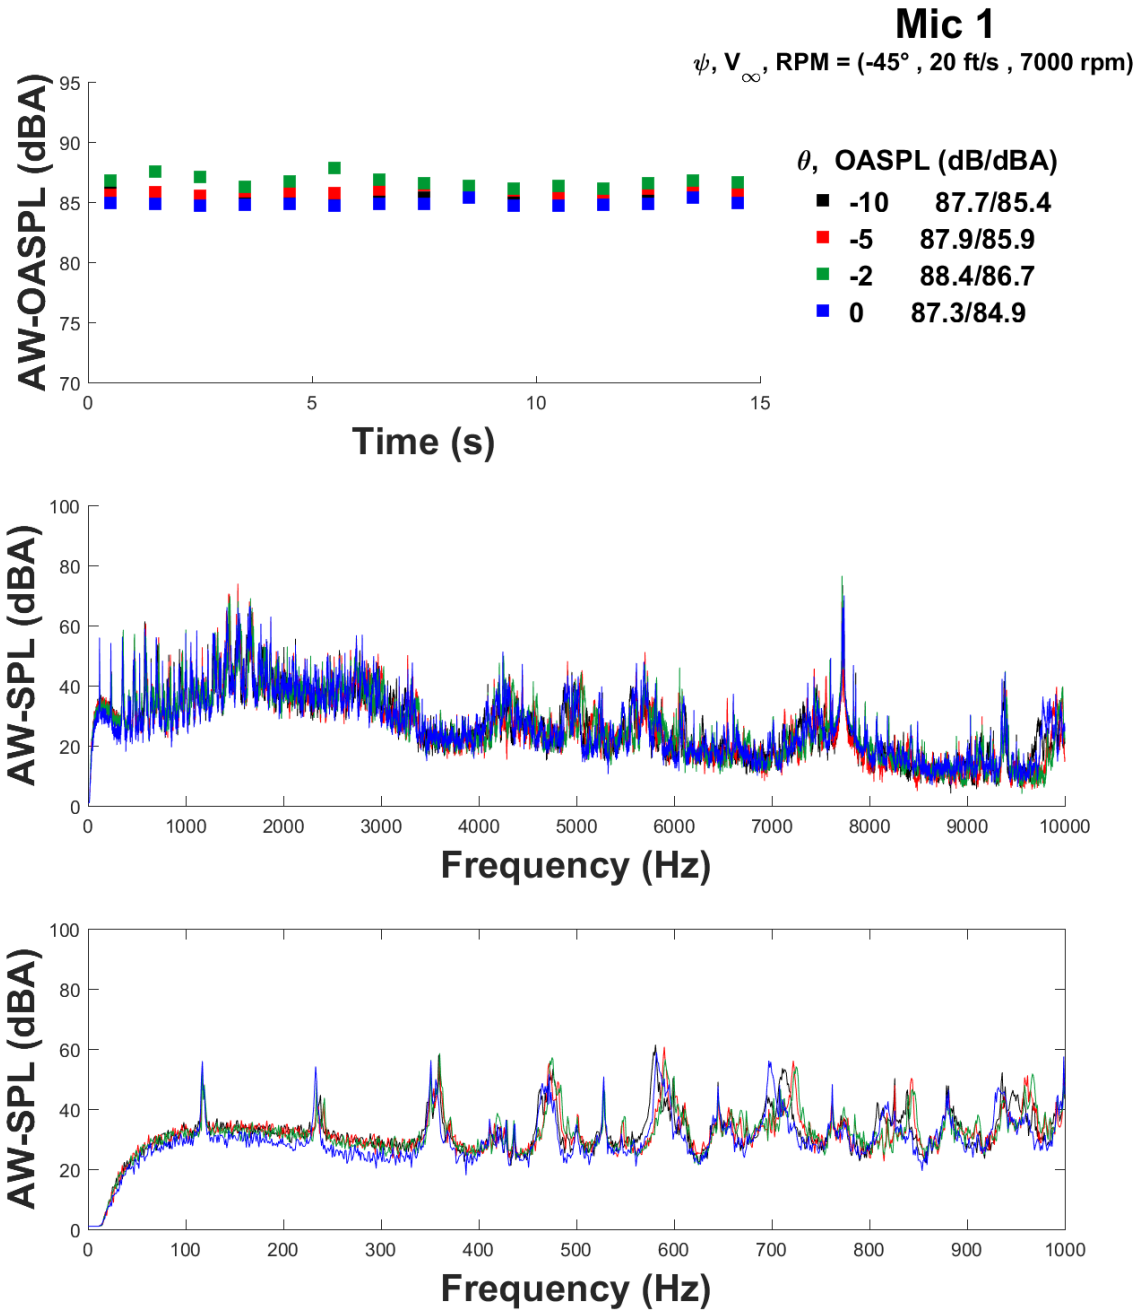 Mic 1
ψ, V∞, RPM = (-45° , 20 ft/s , 7000 rpm)
95
90
85
80
75
70
AW-OASPL (dBA)
0 5 10 15
Time (s)
θ, OASPL (dB/dBA)
-10 87.7/85.4
-5 87.9/85.9
-2 88.4/86.7
0 87.3/84.9
100
80
60
40
20
0
AW-SPL (dBA)
0 1000 2000 3000 4000 5000 6000 7000 8000 9000 10000
Frequency (Hz)
100
80
60
40
20
0
AW-SPL (dBA)
0 100 200 300 400 500 600 700 800 900 1000
Frequency (Hz)